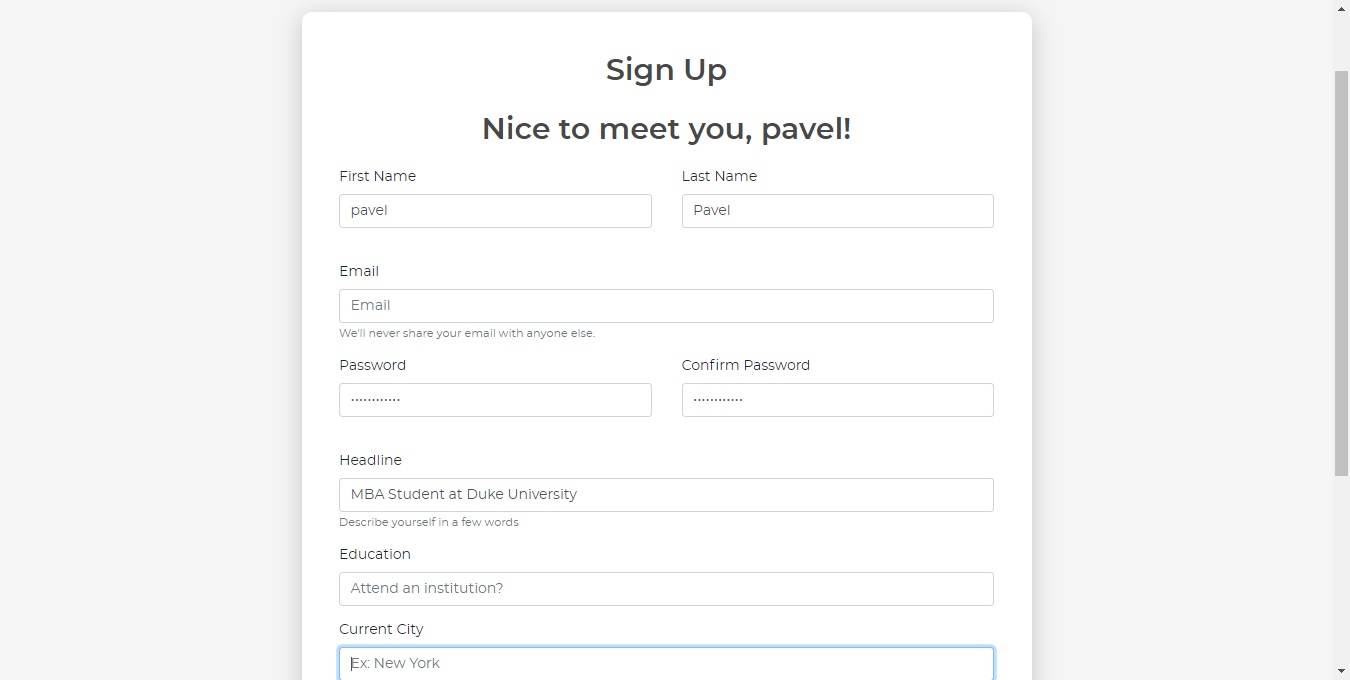 Sign Up
Nice to meet you, pavel!
First Name Last Name
pavel Pavel
Email
Email
We'll never share your email with anyone else.
Password Confirm Password
············ ············
Headline
MBA Student at Duke University
Describe yourself in a few words
Education
Attend an institution?
Current City
Ex: New York